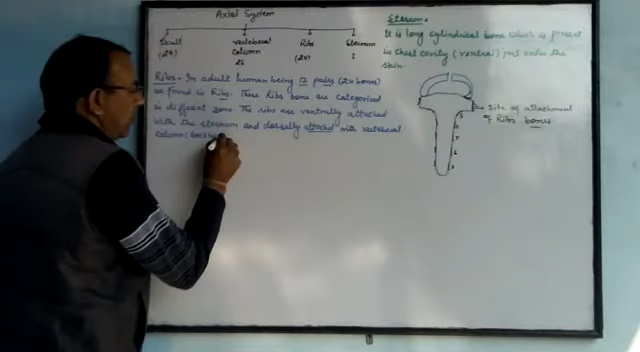 Axial System
Skull
vertebral
Ribs
Sternum
(29)
Column
(24)
1
26
Ribs - In adult human being 12 pairs (24 bones)
are found in Ribs. These Ribs bone are categorized
in different zone. The ribs are ventrally attached
with the sternum and dorsally attached with vertebral
Column (back
Sternum -
It is long cylindrical bone which is present
in chest cavity (ventral) just under the
skin.
The site of attachment
of Ribs bones